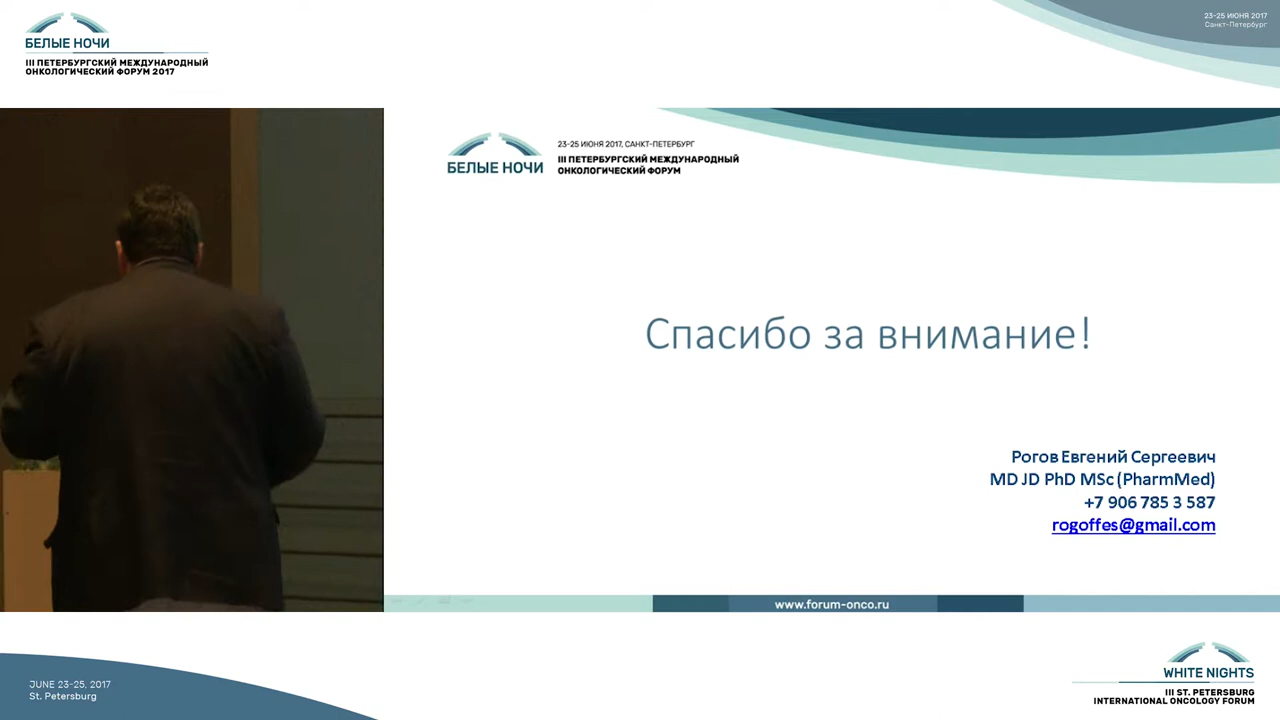 БЕЛЫЕ НОЧИ
III ПЕТЕРБУРГСКИЙ МЕЖДУНАРОДНЫЙ
ОНКОЛОГИЧЕСКИЙ ФОРУМ 2017
23-25 ИЮНЯ 2017
Санкт-Петербург
БЕЛЫЕ НОЧИ
23-25 ИЮНЯ 2017, САНКТ-ПЕТЕРБУРГ
III ПЕТЕРБУРГСКИЙ МЕЖДУНАРОДНЫЙ
ОНКОЛОГИЧЕСКИЙ ФОРУМ
Спасибо за внимание!
Рогов Евгений Сергеевич
MD JD PhD MSc (PharmMed)
+7 906 785 3 587
rogoffes@gmail.com
www.forum-onco.ru
JUNE 23-25, 2017
St. Petersburg
WHITE NIGHTS
III ST. PETERSBURG
INTERNATIONAL ONCOLOGY FORUM